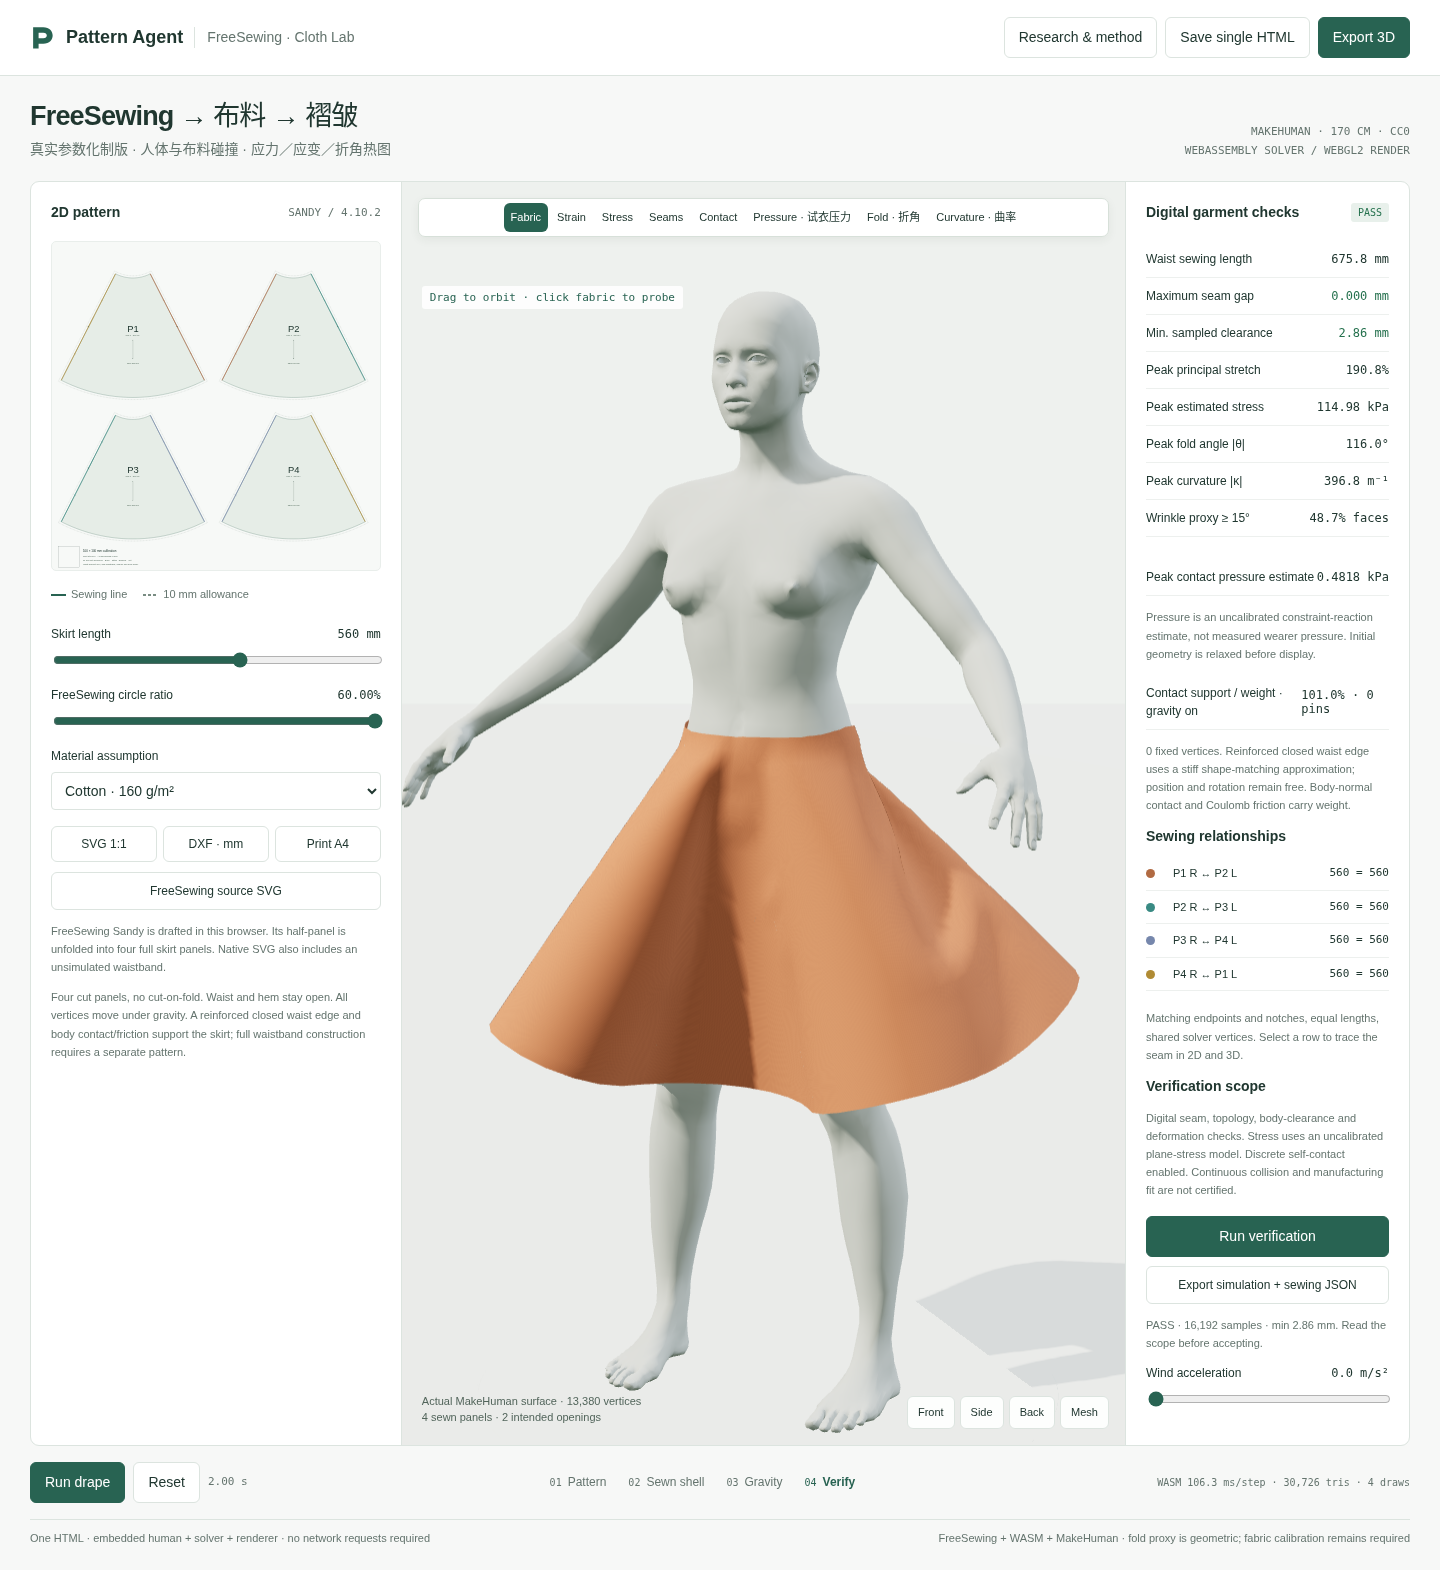 Pattern Agent
FreeSewing · Cloth Lab
Research & method
Save single HTML
Export 3D
FreeSewing → 布料 → 褶皱
真实参数化制版 · 人体与布料碰撞 · 应力／应变／折角热图
MAKEHUMAN · 170 CM · CC0
WEBASSEMBLY SOLVER / WEBGL2 RENDER
2D pattern
SANDY / 4.10.2
P1
P2
P3
P4
Sewing line
10 mm allowance
Skirt length
560 mm
FreeSewing circle ratio
60.00%
Material assumption
Cotton · 160 g/m²
SVG 1:1
DXF · mm
Print A4
FreeSewing source SVG
FreeSewing Sandy is drafted in this browser. Its half-panel is
unfolded into four full skirt panels. Native SVG also includes an
unsimulated waistband.
Four cut panels, no cut-on-fold. Waist and hem stay open. All
vertices move under gravity. A reinforced closed waist edge and
body contact/friction support the skirt; full waistband construction
requires a separate pattern.
Fabric
Strain
Stress
Seams
Contact
Pressure · 试衣压力
Fold · 折角
Curvature · 曲率
Drag to orbit · click fabric to probe
Actual MakeHuman surface · 13,380 vertices
4 sewn panels · 2 intended openings
Front
Side
Back
Mesh
Digital garment checks
PASS
Waist sewing length
675.8 mm
Maximum seam gap
0.000 mm
Min. sampled clearance
2.86 mm
Peak principal stretch
190.8%
Peak estimated stress
114.98 kPa
Peak fold angle |θ|
116.0°
Peak curvature |κ|
396.8 m⁻¹
Wrinkle proxy ≥ 15°
48.7% faces
Peak contact pressure estimate
0.4818 kPa
Pressure is an uncalibrated constraint-reaction
estimate, not measured wearer pressure. Initial
geometry is relaxed before display.
Contact support / weight ·
gravity on
101.0% · 0
pins
0 fixed vertices. Reinforced closed waist edge
uses a stiff shape-matching approximation;
position and rotation remain free. Body-normal
contact and Coulomb friction carry weight.
Sewing relationships
P1 R ↔ P2 L
560 = 560
P2 R ↔ P3 L
560 = 560
P3 R ↔ P4 L
560 = 560
P4 R ↔ P1 L
560 = 560
Matching endpoints and notches, equal lengths,
shared solver vertices. Select a row to trace the
seam in 2D and 3D.
Verification scope
Digital seam, topology, body-clearance and
deformation checks. Stress uses an uncalibrated
plane-stress model. Discrete self-contact
enabled. Continuous collision and manufacturing
fit are not certified.
Run verification
Export simulation + sewing JSON
PASS · 16,192 samples · min 2.86 mm. Read the
scope before accepting.
Wind acceleration
0.0 m/s²
Run drape
Reset
2.00 s
01 Pattern
02 Sewn shell
03 Gravity
04 Verify
WASM 106.3 ms/step · 30,726 tris · 4 draws
One HTML · embedded human + solver + renderer · no network requests required
FreeSewing + WASM + MakeHuman · fold proxy is geometric; fabric calibration remains required